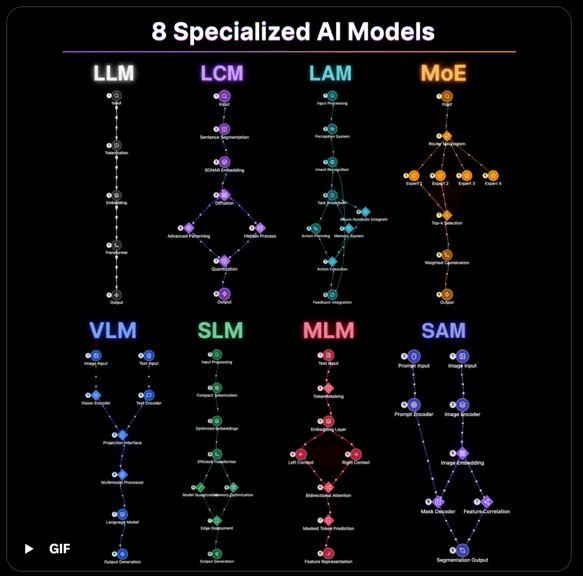 8 Specialized AI Models
LLM
Input
Tokenization
Embedding
Transformer
Output
LCM
Input
Sentence Segmentation
SONAR Embedding
Diffusion
Advanced Patterning
Hidden Process
Quantization
Output
LAM
Input Processing
Perception System
Intent Recognition
Task Breakdown
Neuro-Symbolic Integratio
Action Planning
Memory System
Action Execution
Feedback Integration
MoE
Input
Router Mechanism
Expert 1
Expert 2
Expert 3
Expert 4
Top-K Selection
Weighted Combination
Output
VLM
Image Input
Text Input
Vision Encoder
Text Encoder
Projection Interface
Multimodal Processor
Language Model
Output Generation
SLM
Input Processing
Compact Tokenization
Optimized Embeddings
Efficient Transformer
Model Quantization
Memory Optimization
Edge Deployment
Output Generation
MLM
Text Input
Token Masking
Embedding Layer
Left Context
Right Context
Bidirectional Attention
Masked Token Prediction
Feature Representation
SAM
Prompt Input
Image Input
Prompt Encoder
Image Encoder
Image Embedding
Mask Decoder
Feature Correlation
Segmentation Output
GIF